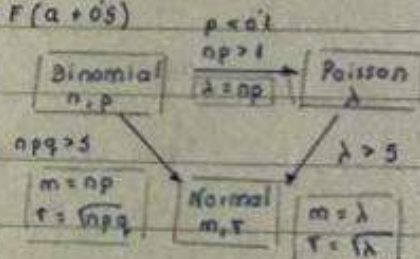 F(a + 0'5)
p < 0'1
np > 1
λ = np
Binomial
n, p
Poisson
λ
npq > 5
λ > 5
m = np
σ = √npq
Normal
m, σ
m = λ
σ = √λ